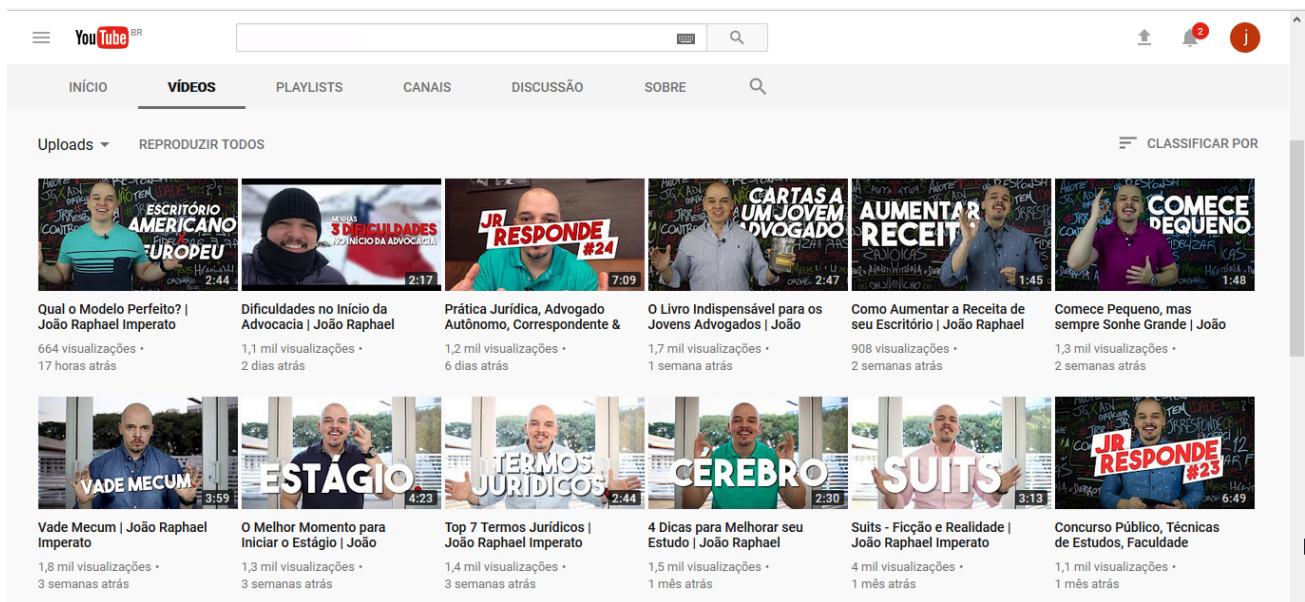 YouTube BR
2
j
INÍCIO VÍDEOS PLAYLISTS CANAIS DISCUSSÃO SOBRE
Uploads REPRODUZIR TODOS CLASSIFICAR POR
ESCRITÓRIO
AMERICANO
X
EUROPEU
2:44
MINHAS
3 DIFICULDADES
NO INÍCIO DA ADVOCACIA
2:17
JR
RESPONDE
#24
7:09
CARTAS A
UM JOVEM
ADVOGADO
2:47
AUMENTAR
RECEITA
1:45
COMECE
PEQUENO
1:48
Qual o Modelo Perfeito? |
João Raphael Imperato
664 visualizações •
17 horas atrás
Dificuldades no Início da
Advocacia | João Raphael
1,1 mil visualizações •
2 dias atrás
Prática Jurídica, Advogado
Autônomo, Correspondente &
1,2 mil visualizações •
6 dias atrás
O Livro Indispensável para os
Jovens Advogados | João
1,7 mil visualizações •
1 semana atrás
Como Aumentar a Receita de
seu Escritório | João Raphael
908 visualizações •
2 semanas atrás
Comece Pequeno, mas
sempre Sonhe Grande | João
1,3 mil visualizações •
2 semanas atrás
VADE MECUM
3:59
ESTÁGIO
4:23
TERMOS
JURÍDICOS
2:44
CÉREBRO
2:30
SUITS
3:13
JR
RESPONDE
#23
6:49
Vade Mecum | João Raphael
Imperato
1,8 mil visualizações •
3 semanas atrás
O Melhor Momento para
Iniciar o Estágio | João
1,3 mil visualizações •
3 semanas atrás
Top 7 Termos Jurídicos |
João Raphael Imperato
1,4 mil visualizações •
3 semanas atrás
4 Dicas para Melhorar seu
Estudo | João Raphael
1,5 mil visualizações •
1 mês atrás
Suits - Ficção e Realidade |
João Raphael Imperato
4 mil visualizações •
1 mês atrás
Concurso Público, Técnicas
de Estudos, Faculdade
1,1 mil visualizações •
1 mês atrás